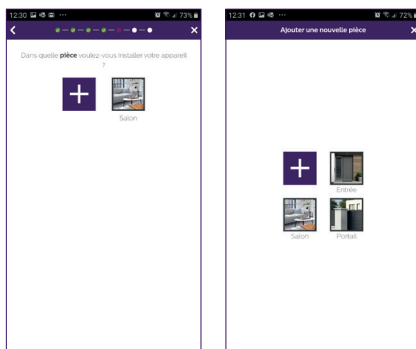 12:30 73%
Dans quelle pièce voulez-vous installer votre appareil
?
Salon
12:31 72%
Ajouter une nouvelle pièce
Entrée
Salon Portail